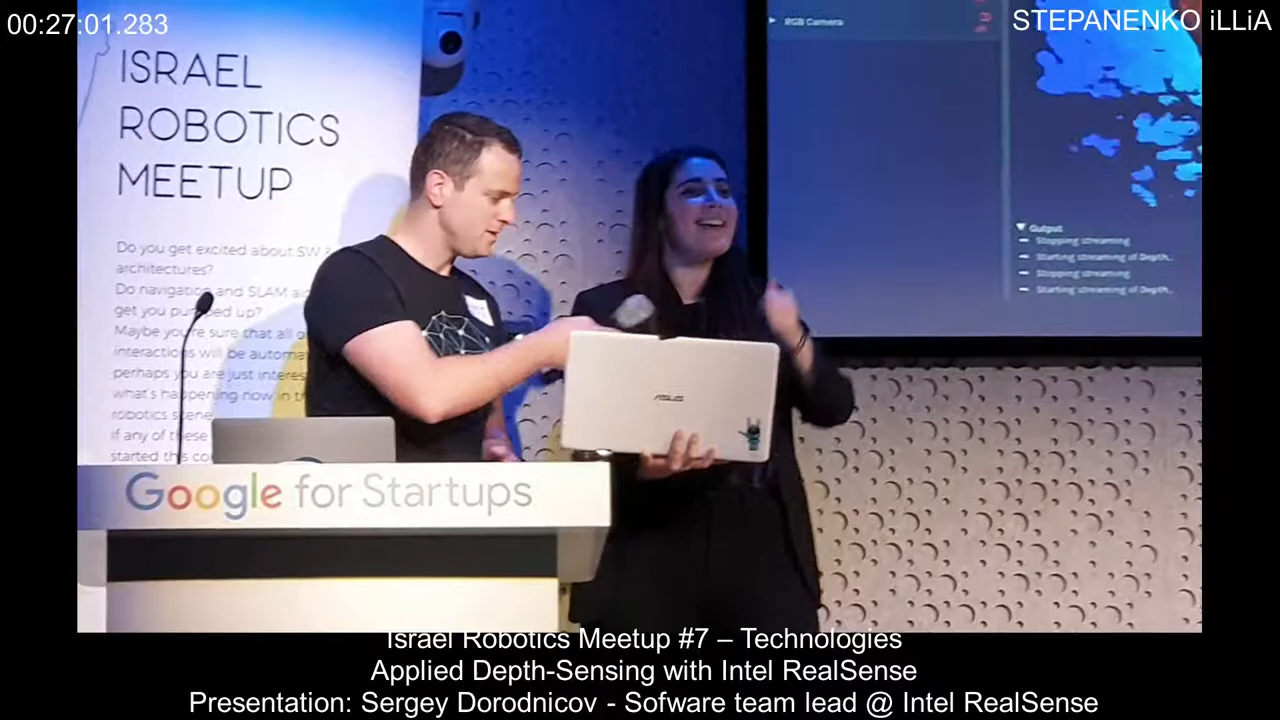 00:27:01.283
STEPANENKO iLLiA
ISRAEL
ROBOTICS
MEETUP
Do you get excited about SW
architectures?
Do navigation and SLAM
get you pumped up?
Maybe you're sure that all
interactions will be
perhaps you are just
what's happening now in
robotics scene
If any of these
started this
Google for Startups
ASUS
RGB Camera
Output
Stopping streaming
Starting streaming of Depth..
Stopping streaming
Starting streaming of Depth..
Israel Robotics Meetup #7 – Technologies
Applied Depth-Sensing with Intel RealSense
Presentation: Sergey Dorodnicov - Sofware team lead @ Intel RealSense